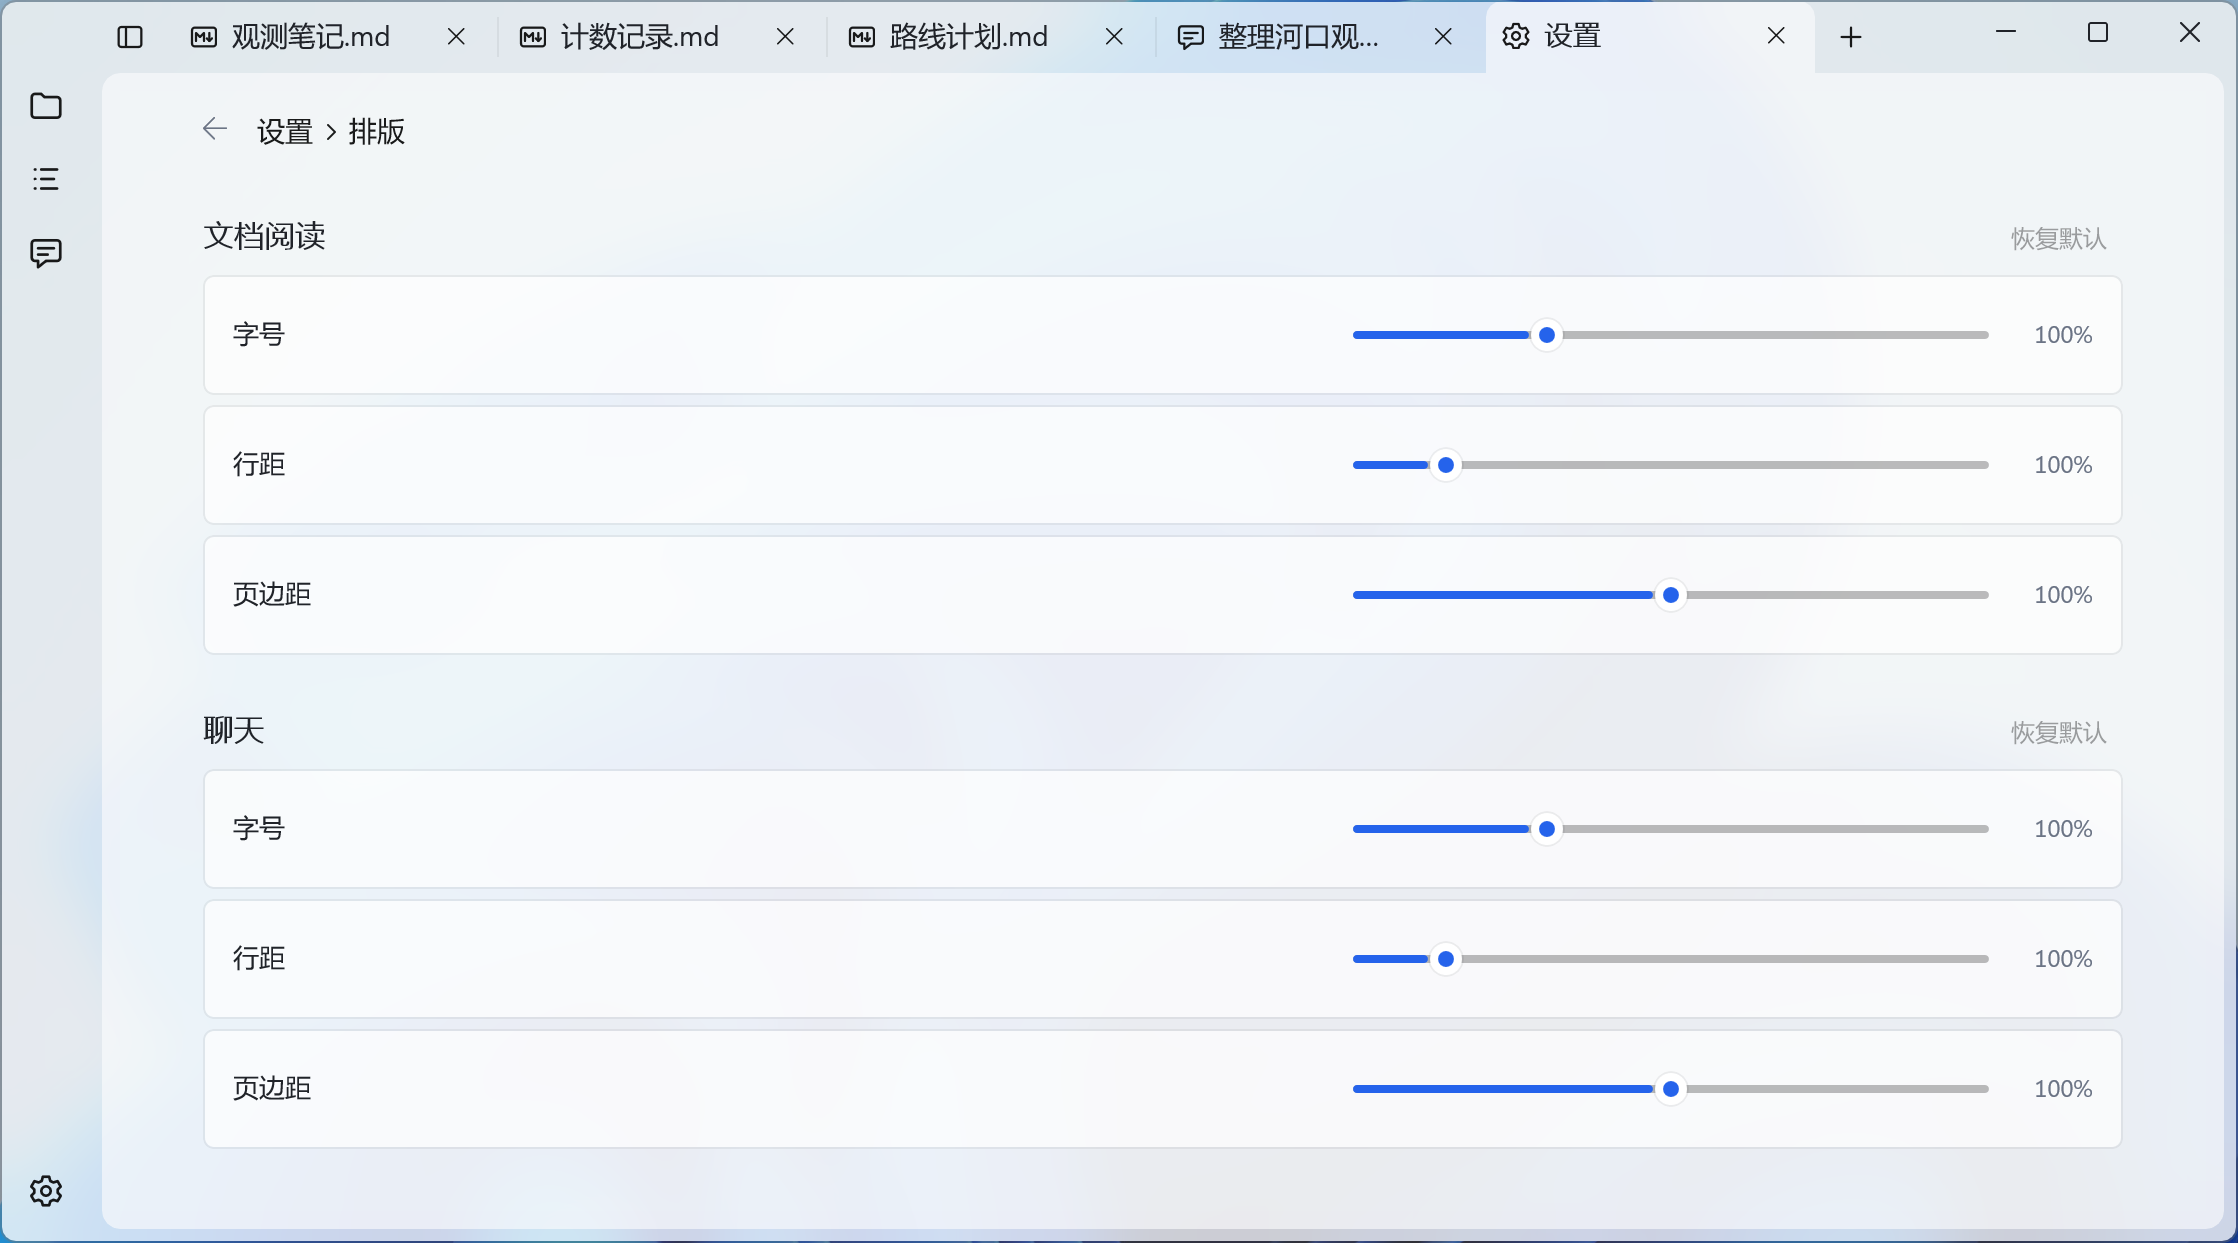 观测笔记.md
计数记录.md
路线计划.md
整理河口观...
设置
设置 > 排版
文档阅读
恢复默认
字号
100%
行距
100%
页边距
100%
聊天
恢复默认
字号
100%
行距
100%
页边距
100%